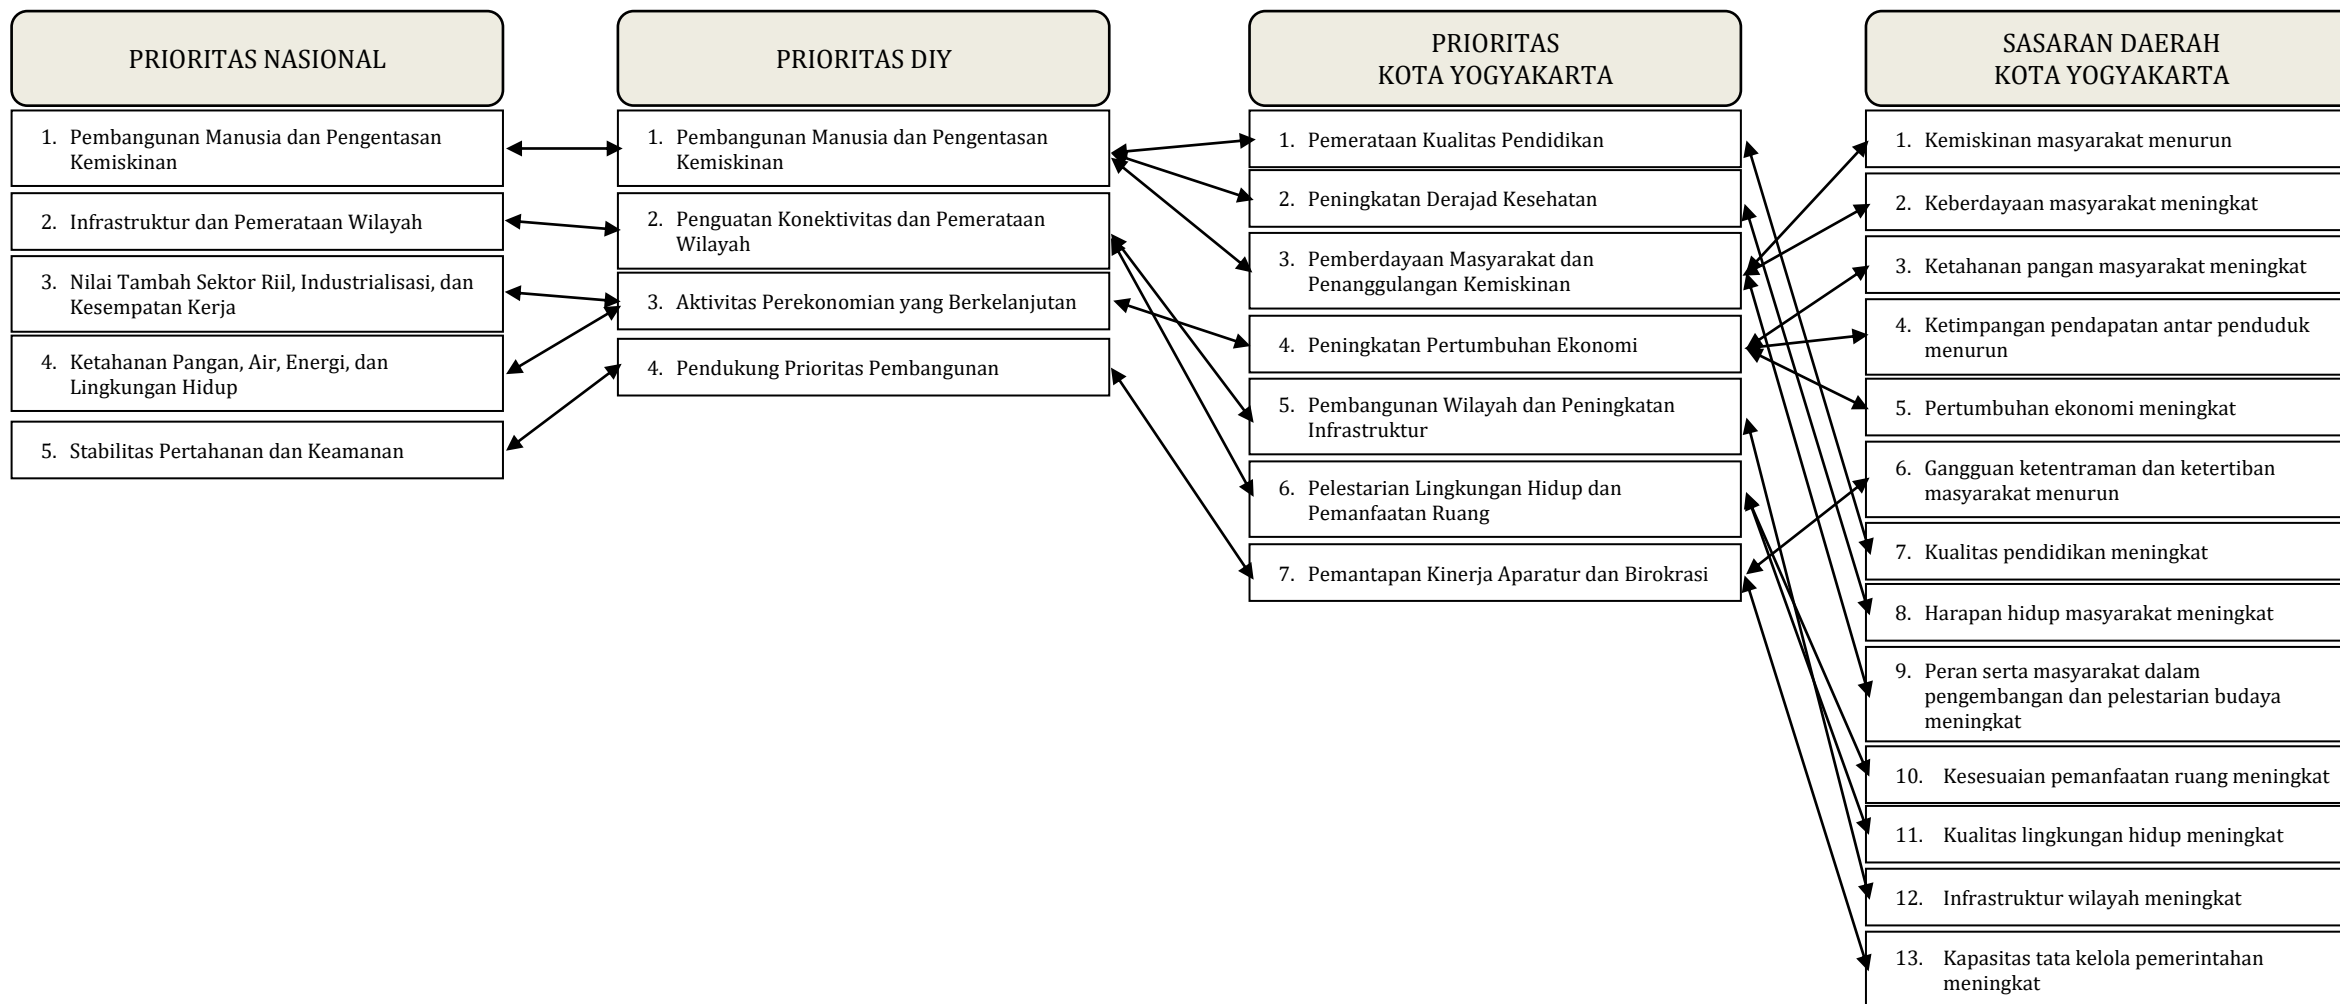 PRIORITAS NASIONAL
1. Pembangunan Manusia dan Pengentasan
Kemiskinan
2. Infrastruktur dan Pemerataan Wilayah
3. Nilai Tambah Sektor Riil, Industrialisasi, dan
Kesempatan Kerja
4. Ketahanan Pangan, Air, Energi, dan
Lingkungan Hidup
5. Stabilitas Pertahanan dan Keamanan
PRIORITAS DIY
1. Pembangunan Manusia dan Pengentasan
Kemiskinan
2. Penguatan Konektivitas dan Pemerataan
Wilayah
3. Aktivitas Perekonomian yang Berkelanjutan
4. Pendukung Prioritas Pembangunan
PRIORITAS
KOTA YOGYAKARTA
1. Pemerataan Kualitas Pendidikan
2. Peningkatan Derajad Kesehatan
3. Pemberdayaan Masyarakat dan
Penanggulangan Kemiskinan
4. Peningkatan Pertumbuhan Ekonomi
5. Pembangunan Wilayah dan Peningkatan
Infrastruktur
6. Pelestarian Lingkungan Hidup dan
Pemanfaatan Ruang
7. Pemantapan Kinerja Aparatur dan Birokrasi
SASARAN DAERAH
KOTA YOGYAKARTA
1. Kemiskinan masyarakat menurun
2. Keberdayaan masyarakat meningkat
3. Ketahanan pangan masyarakat meningkat
4. Ketimpangan pendapatan antar penduduk
menurun
5. Pertumbuhan ekonomi meningkat
6. Gangguan ketentraman dan ketertiban
masyarakat menurun
7. Kualitas pendidikan meningkat
8. Harapan hidup masyarakat meningkat
9. Peran serta masyarakat dalam
pengembangan dan pelestarian budaya
meningkat
10. Kesesuaian pemanfaatan ruang meningkat
11. Kualitas lingkungan hidup meningkat
12. Infrastruktur wilayah meningkat
13. Kapasitas tata kelola pemerintahan
meningkat